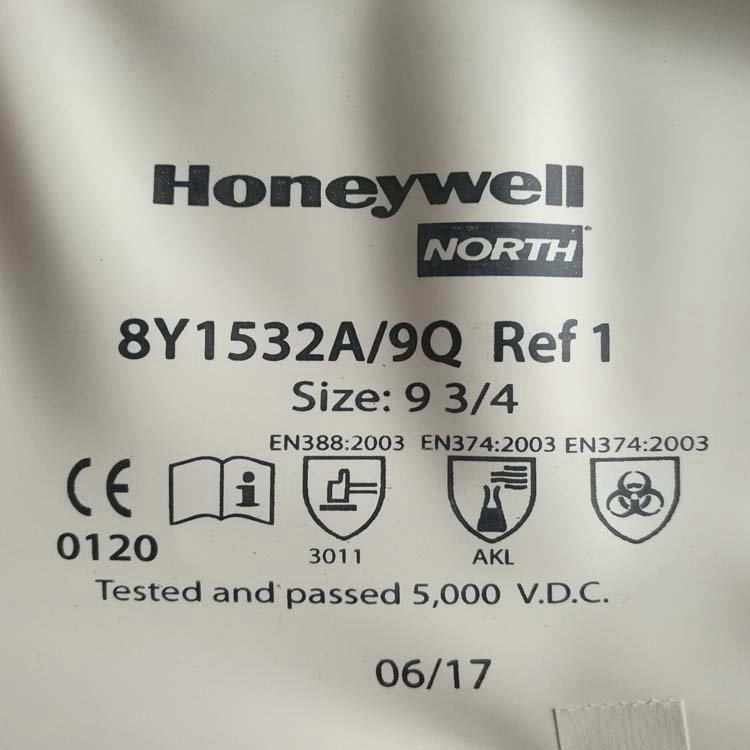 Honeywell
NORTH
8Y1532A/9Q Ref 1
Size: 9 3/4
EN388:2003 EN374:2003 EN374:2003
CE i
0120 3011 AKL
Tested and passed 5,000 V.D.C.
06/17